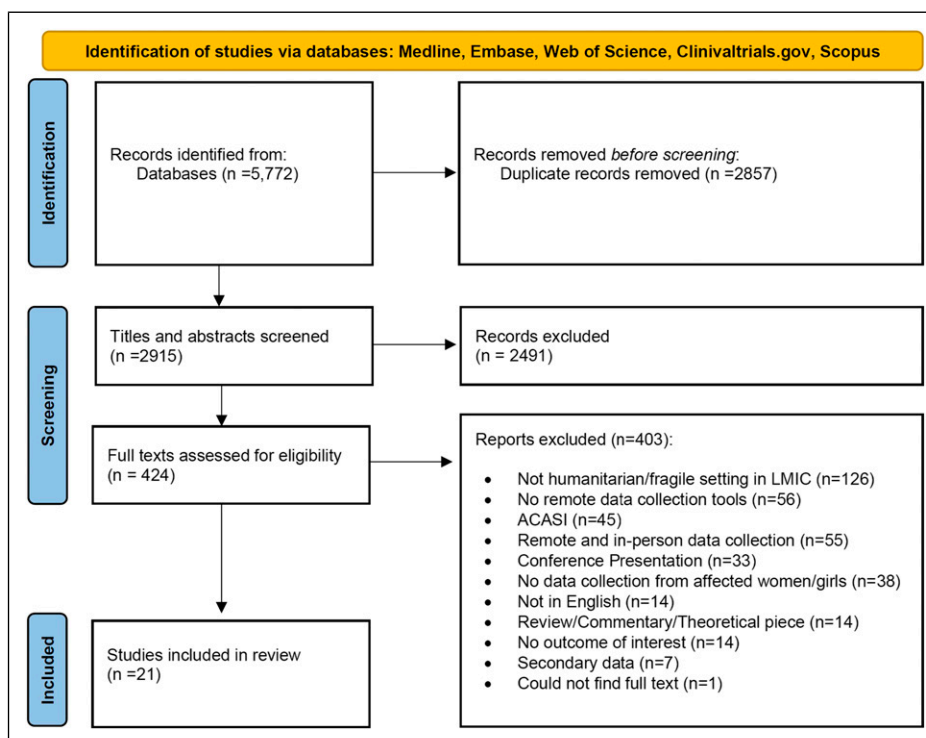 Identification of studies via databases: Medline, Embase, Web of Science, Clinivaltrials.gov, Scopus
Identification
Records identified from:
Databases (n =5,772)
Records removed before screening:
Duplicate records removed (n =2857)
Screening
Titles and abstracts screened
(n =2915)
Records excluded
(n = 2491)
Full texts assessed for eligibility
(n = 424)
Reports excluded (n=403):
• Not humanitarian/fragile setting in LMIC (n=126)
• No remote data collection tools (n=56)
• ACASI (n=45)
• Remote and in-person data collection (n=55)
• Conference Presentation (n=33)
• No data collection from affected women/girls (n=38)
• Not in English (n=14)
• Review/Commentary/Theoretical piece (n=14)
• No outcome of interest (n=14)
• Secondary data (n=7)
• Could not find full text (n=1)
Included
Studies included in review
(n =21)